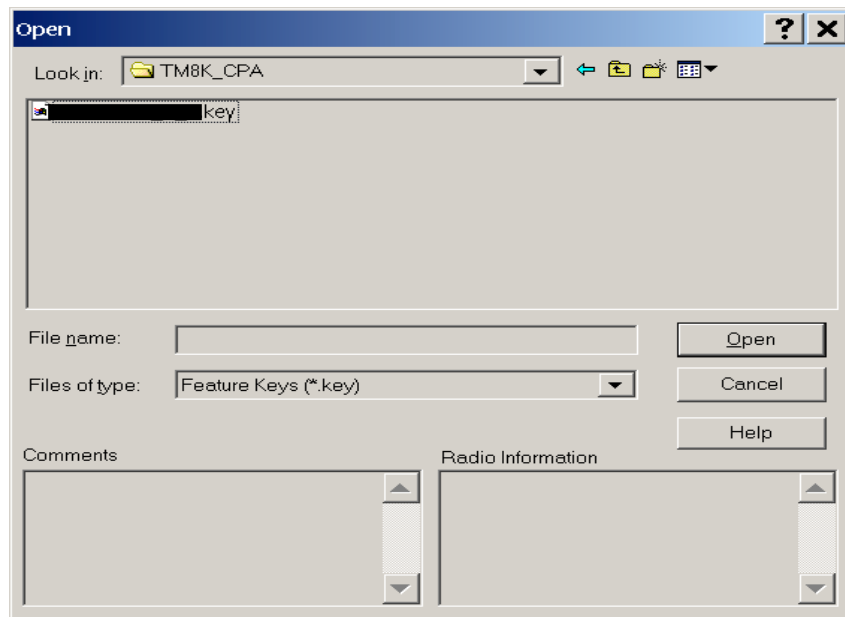 Open
Look in: TM8K_CPA
key
File name:
Open
Files of type: Feature Keys (*.key)
Cancel
Help
Comments
Radio Information